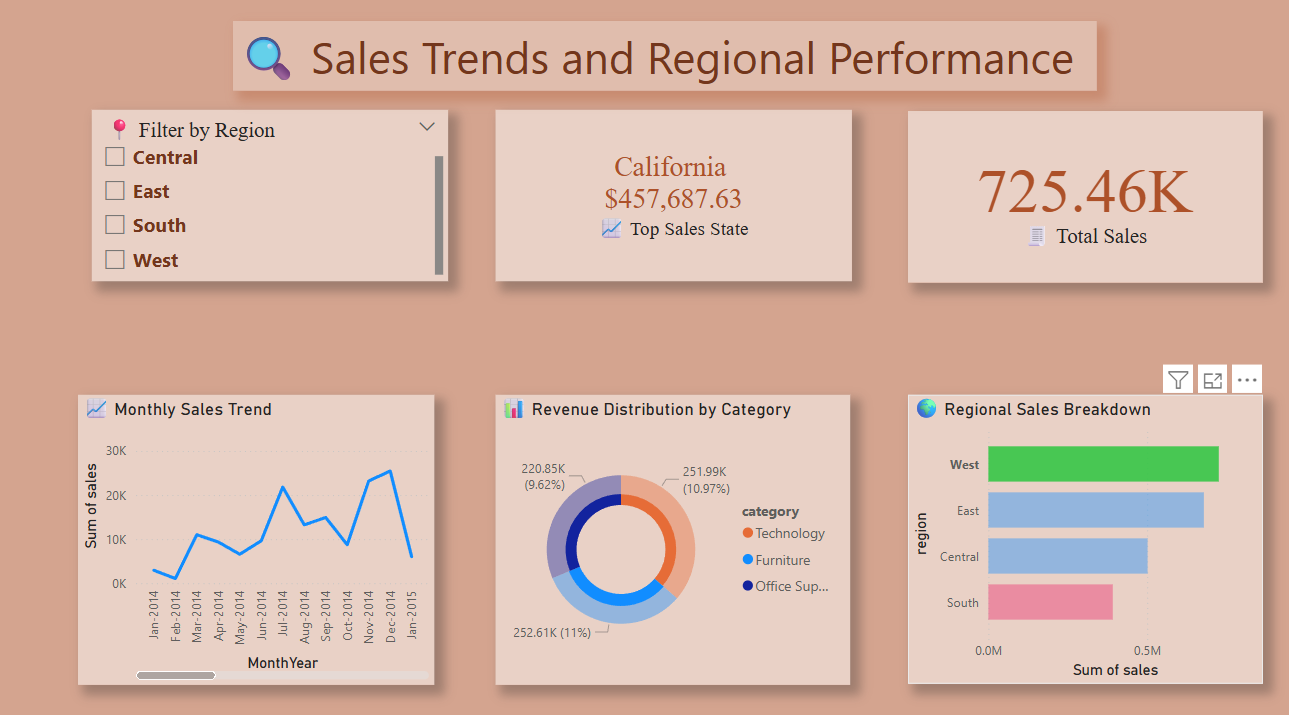 Sales Trends and Regional Performance
Filter by Region
Central
East
South
West
California
$457,687.63
Top Sales State
725.46K
Total Sales
Monthly Sales Trend
Sum of sales
30K
20K
10K
0K
Jan-2014
Feb-2014
Mar-2014
Apr-2014
May-2014
Jun-2014
Jul-2014
Aug-2014
Sep-2014
Oct-2014
Nov-2014
Dec-2014
Jan-2015
MonthYear
Revenue Distribution by Category
220.85K
(9.62%)
251.99K
(10.97%)
252.61K (11%)
category
Technology
Furniture
Office Sup...
Regional Sales Breakdown
region
West
East
Central
South
0.0M
0.5M
Sum of sales